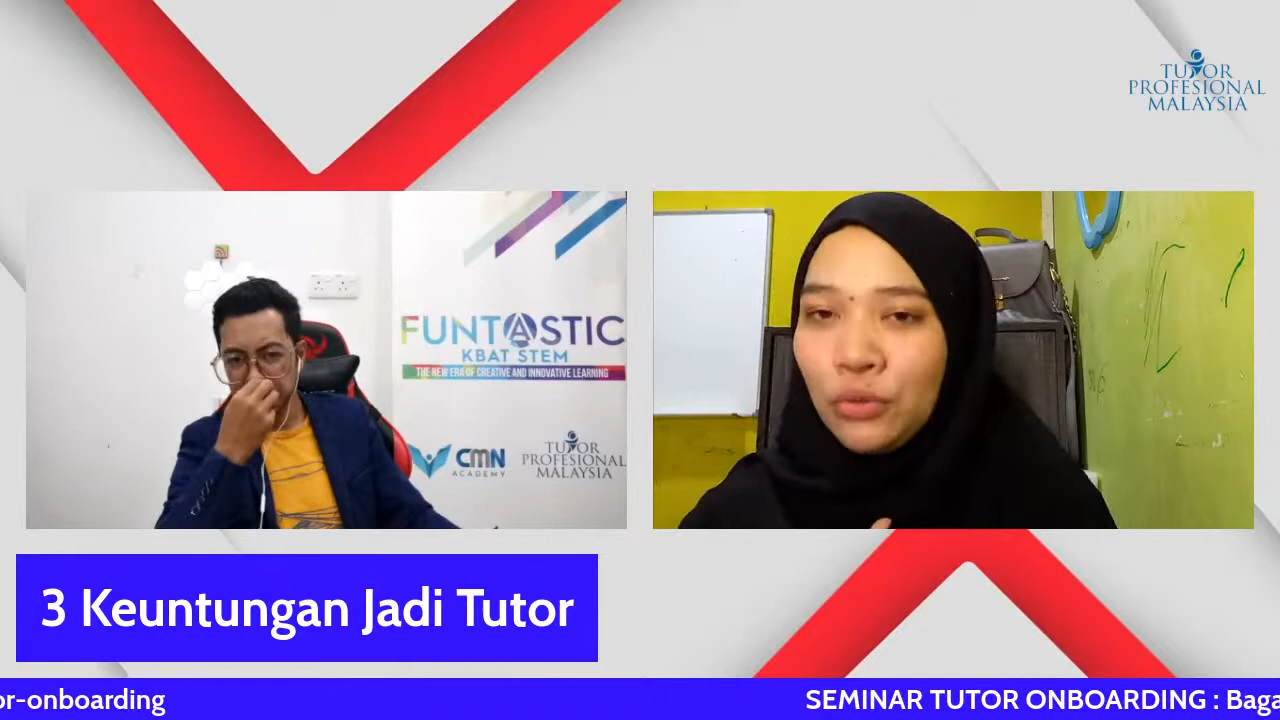 TUTOR
PROFESIONAL
MALAYSIA
FUNTASTIC
KBAT STEM
THE NEW ERA OF CREATIVE AND INNOVATIVE LEARNING
CMN
ACADEMY
TUTOR
PROFESIONAL
MALAYSIA
3 Keuntungan Jadi Tutor
or-onboarding
SEMINAR TUTOR ONBOARDING : Baga